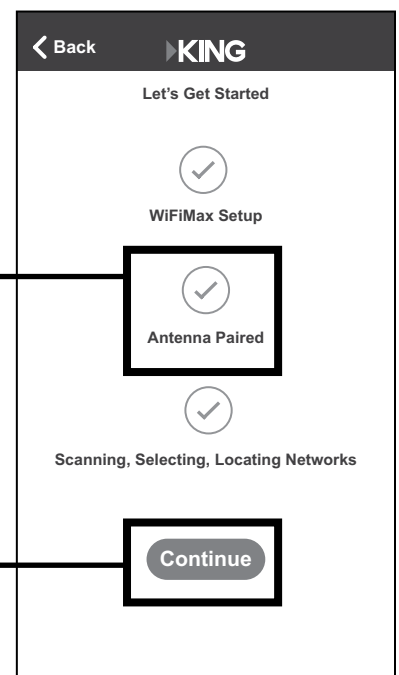 Back
KING
Let's Get Started
WiFiMax Setup
Antenna Paired
Scanning, Selecting, Locating Networks
Continue